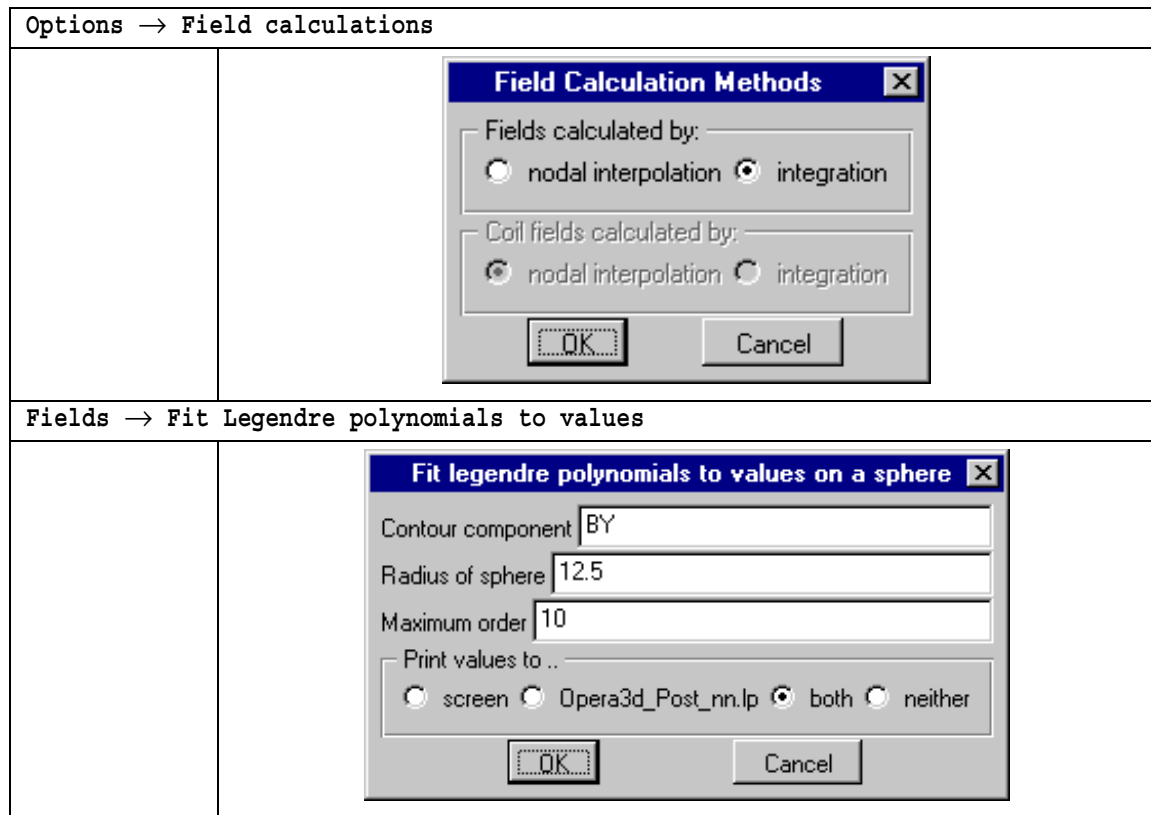 Options → Field calculations
Field Calculation Methods
Fields calculated by:
nodal interpolation integration
Coil fields calculated by:
nodal interpolation integration
OK Cancel
Fields → Fit Legendre polynomials to values
Fit legendre polynomials to values on a sphere
Contour component BY
Radius of sphere 12.5
Maximum order 10
Print values to ..
screen Opera3d_Post_nn.lp both neither
OK Cancel